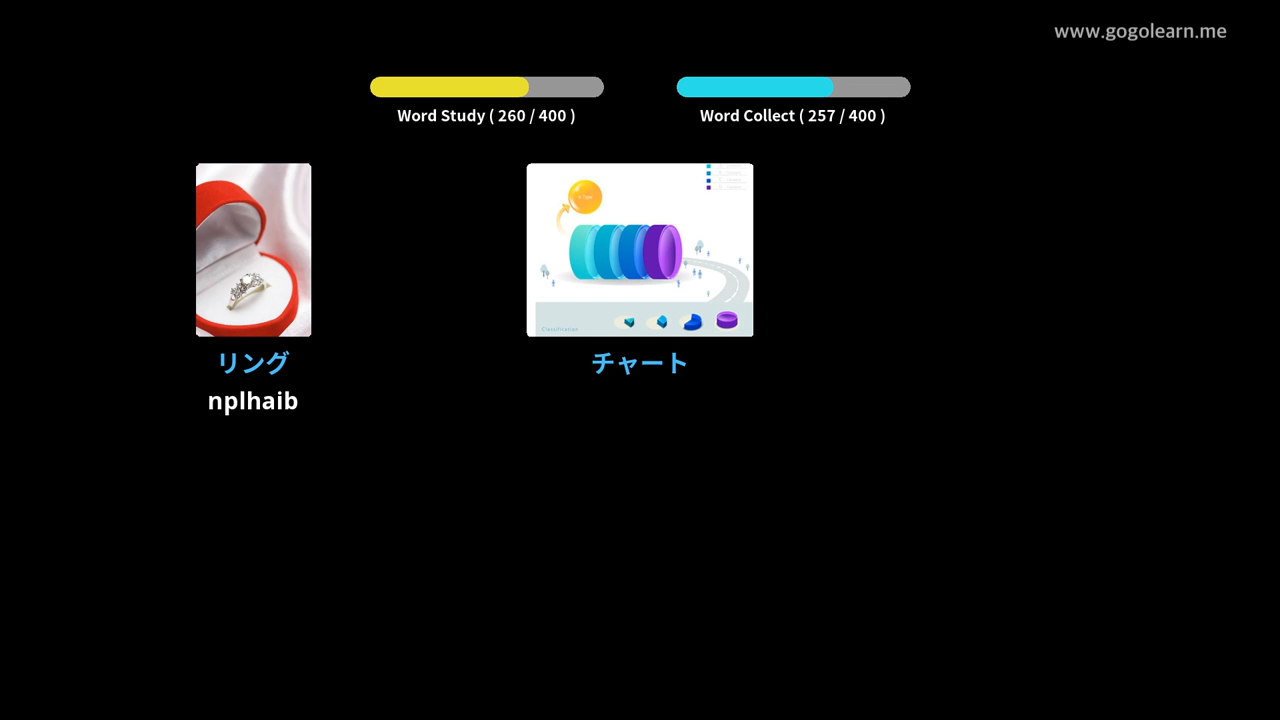 www.gogolearn.me
Word Study ( 260 / 400 )
Word Collect ( 257 / 400 )
Classification
リング
チャート
nplhaib